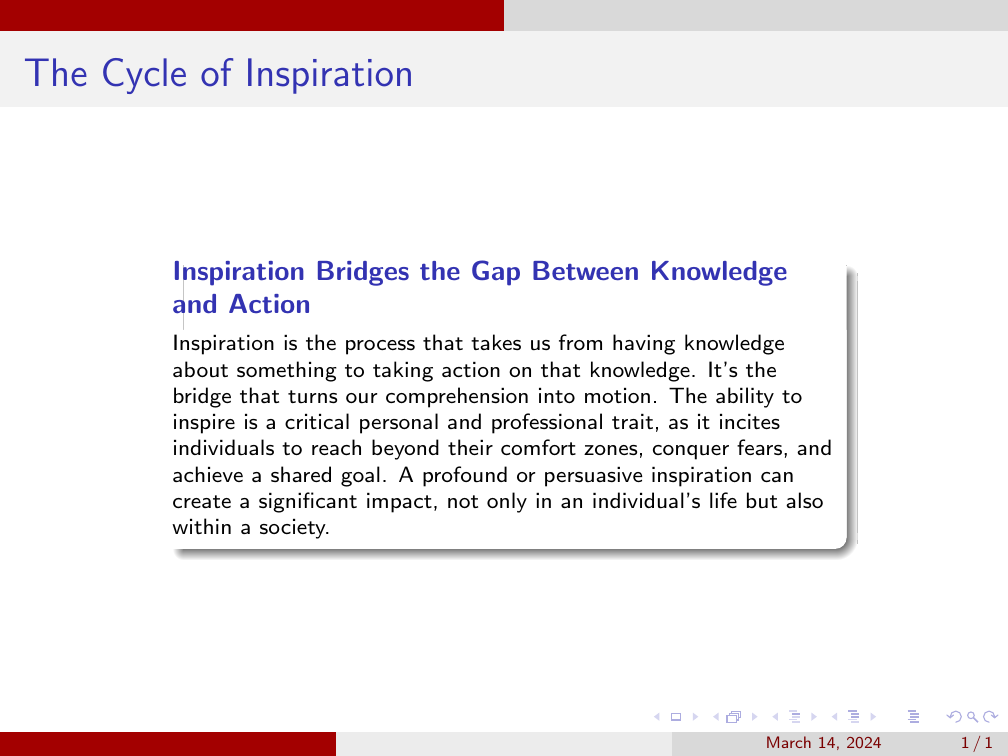 The Cycle of Inspiration
Inspiration Bridges the Gap Between Knowledge
and Action
Inspiration is the process that takes us from having knowledge
about something to taking action on that knowledge. It's the
bridge that turns our comprehension into motion. The ability to
inspire is a critical personal and professional trait, as it incites
individuals to reach beyond their comfort zones, conquer fears, and
achieve a shared goal. A profound or persuasive inspiration can
create a significant impact, not only in an individual's life but also
within a society.
March 14, 2024 1 / 1